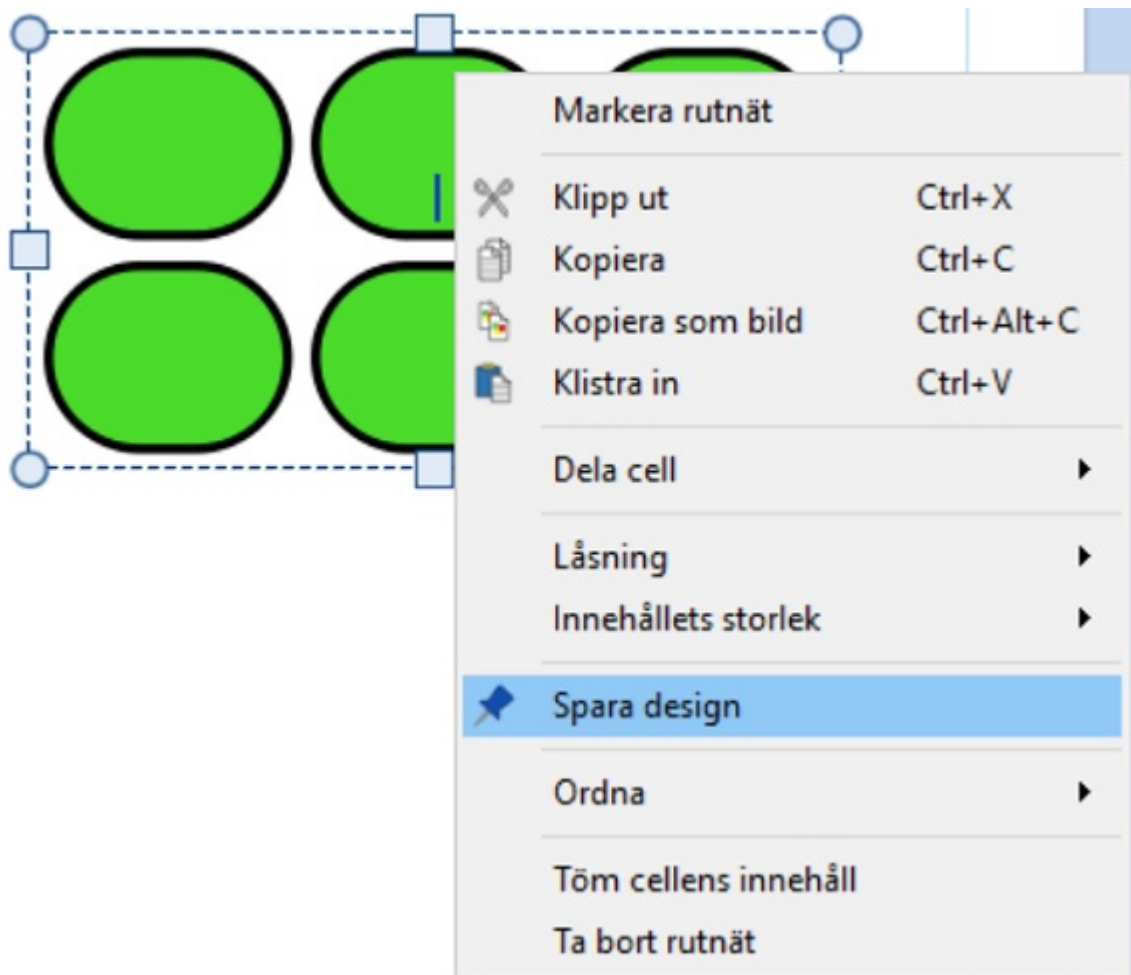 Markera rutnät
Klipp ut Ctrl+X
Kopiera Ctrl+C
Kopiera som bild Ctrl+Alt+C
Klistra in Ctrl+V
Dela cell
Låsning
Innehållets storlek
Spara design
Ordna
Töm cellens innehåll
Ta bort rutnät